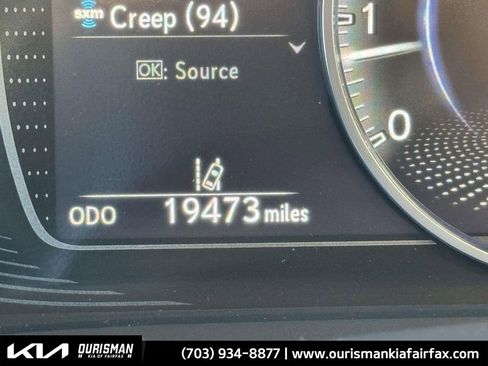 sxm Creep (94)
OK: Source
1
0
ODO 19473 miles
KIA OURISMAN KIA OF FAIRFAX (703) 934-8877 | www.ourismankiafairfax.com